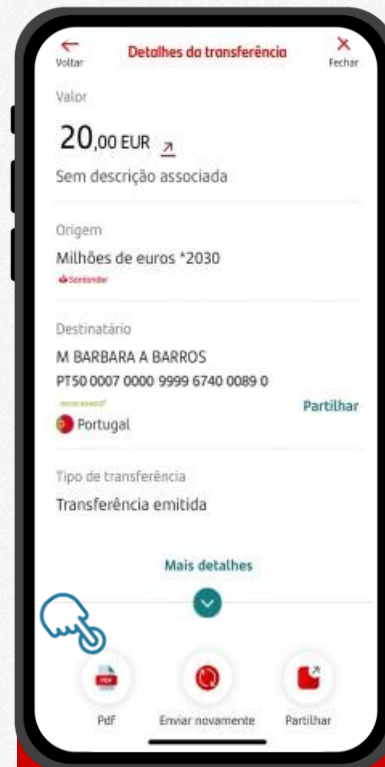 Voltar
Detalhes da transferência
Fechar
Valor
20,00 EUR
Sem descrição associada
Origem
Milhões de euros *2030
Santander
Destinatário
M BARBARA A BARROS
PT50 0007 0000 9999 6740 0089 0
Partilhar
Portugal
Tipo de transferência
Transferência emitida
Mais detalhes
PDF
Pdf
Enviar novamente
Partilhar